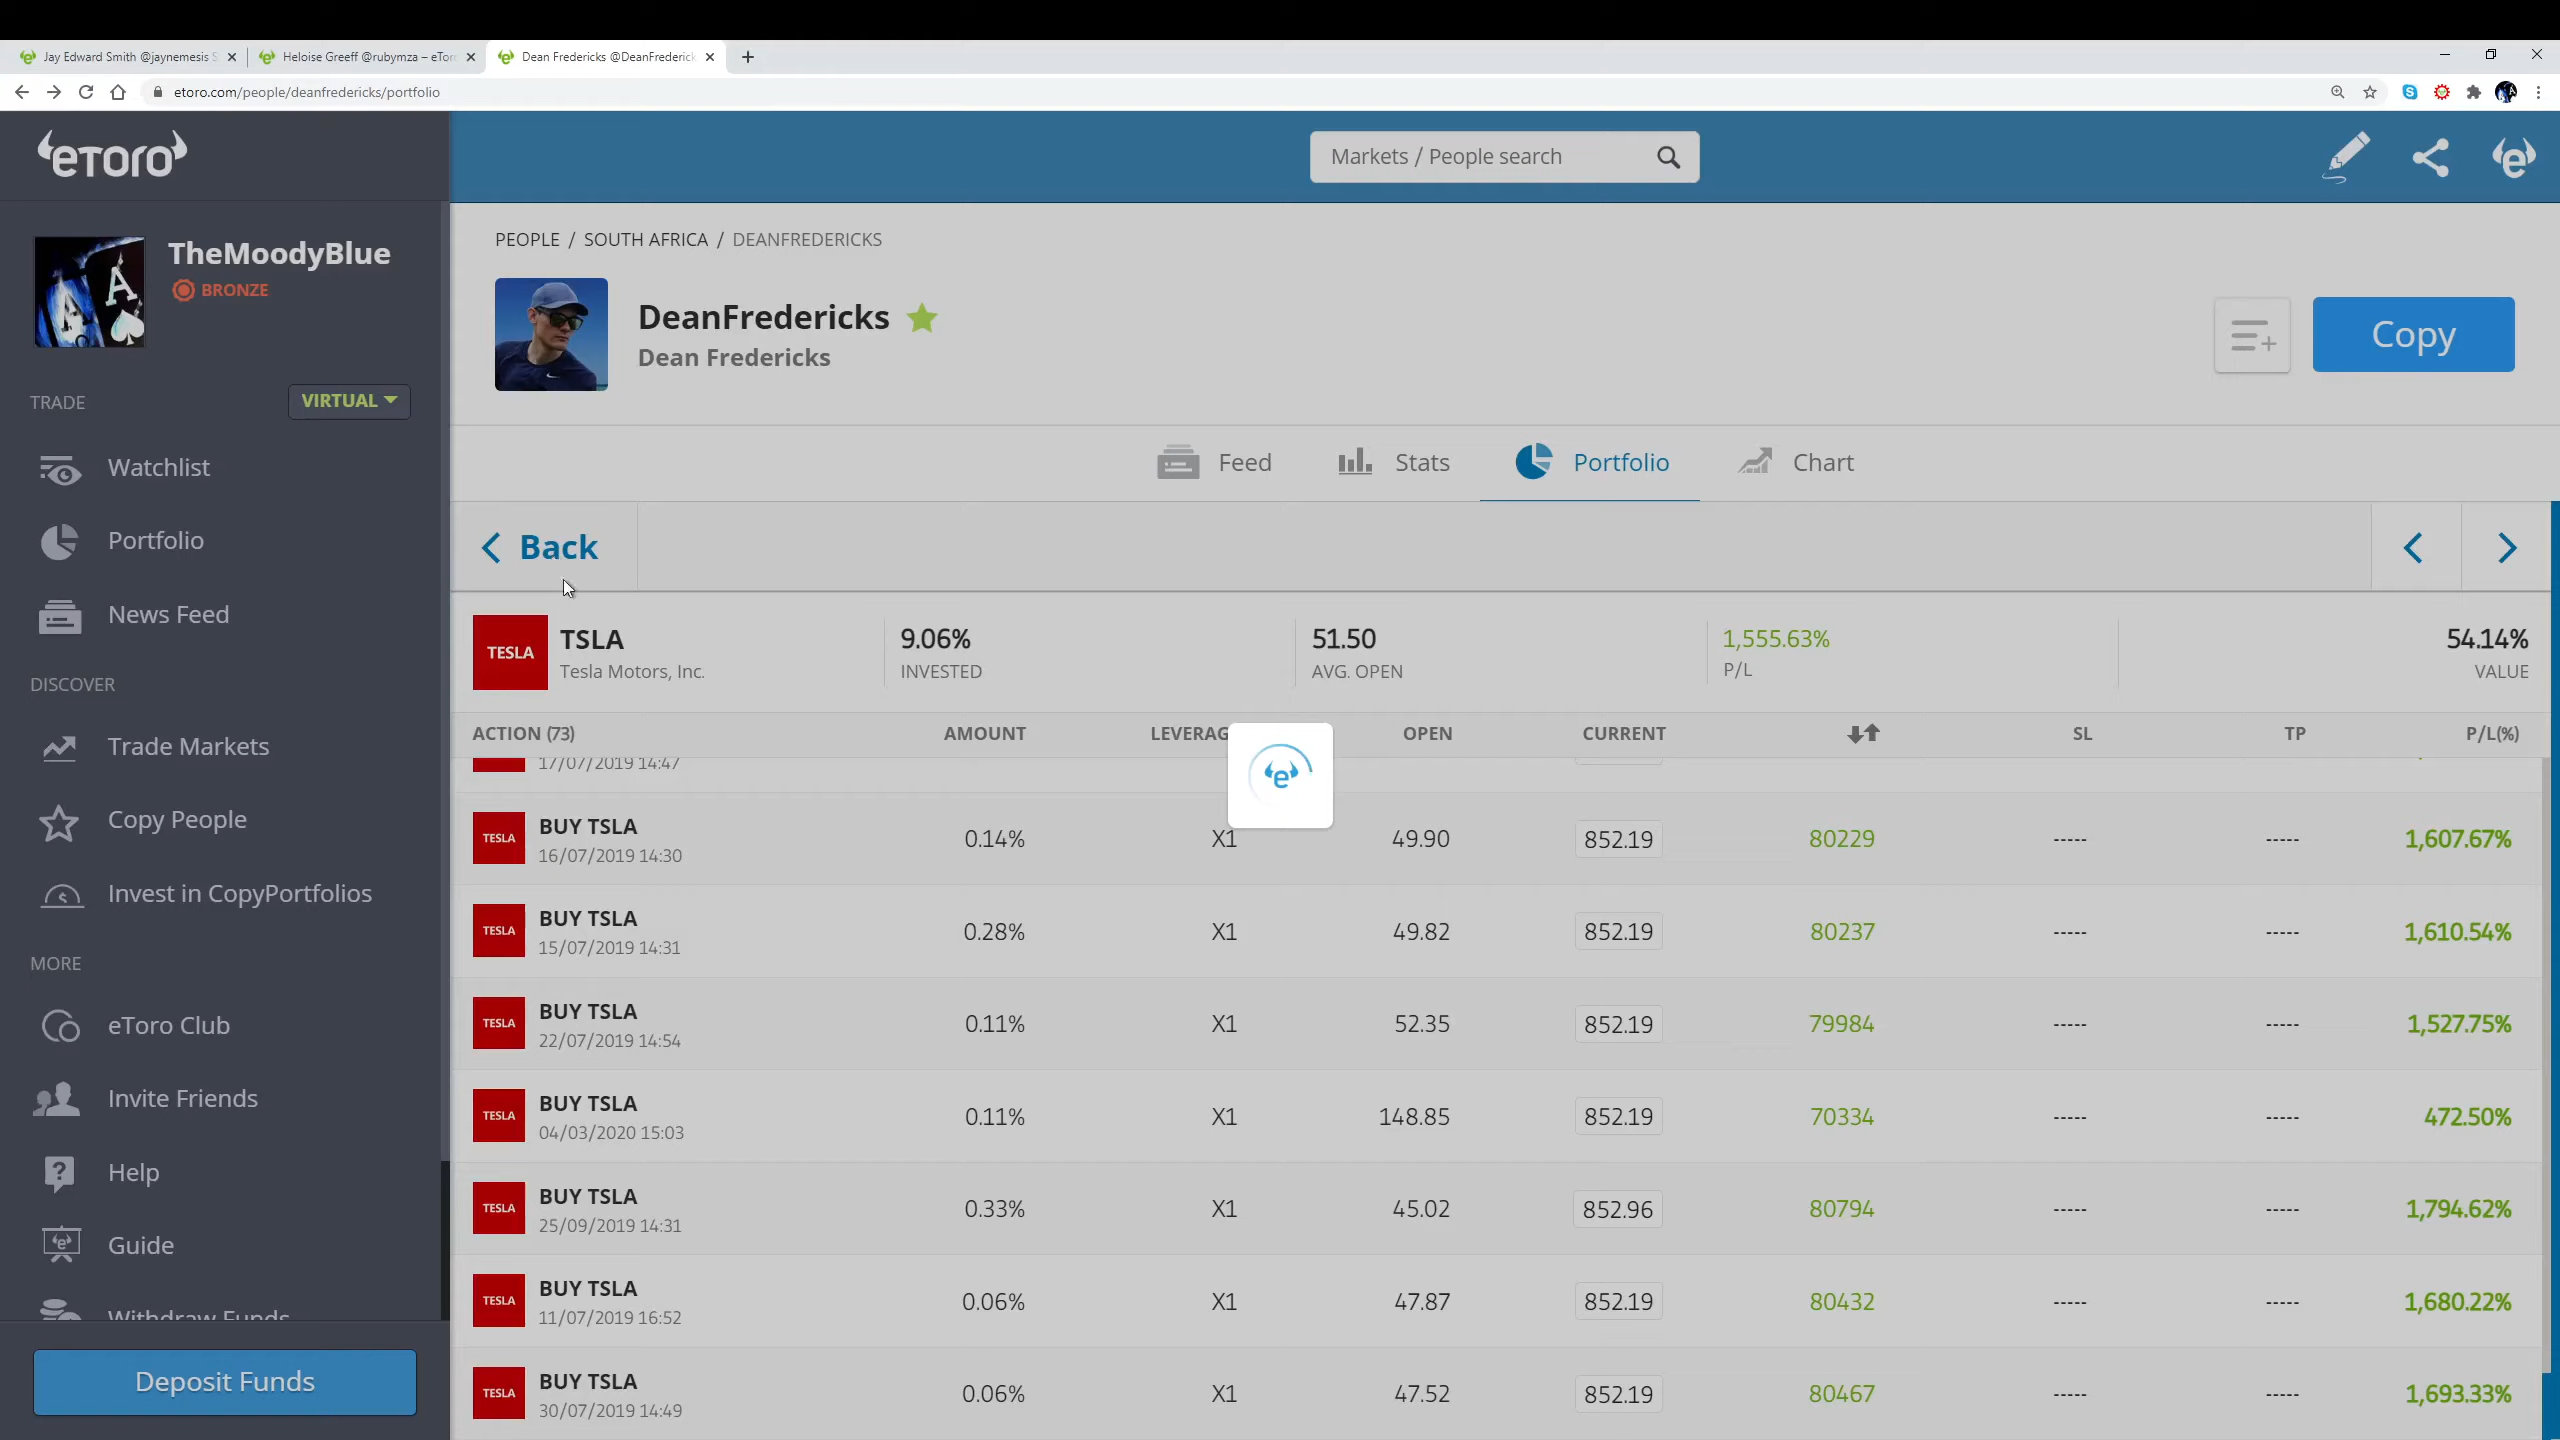 Jay Edward Smith @jaynemesis S
Heloise Greeff @rubymza – eToro
Dean Fredericks @DeanFrederick
etoro.com/people/deanfredericks/portfolio
eTORO
Markets / People search
TheMoodyBlue
BRONZE
TRADE
VIRTUAL
Watchlist
Portfolio
News Feed
DISCOVER
Trade Markets
Copy People
Invest in CopyPortfolios
MORE
eToro Club
Invite Friends
Help
Guide
Withdraw Funds
Deposit Funds
PEOPLE / SOUTH AFRICA / DEANFREDERICKS
DeanFredericks
Dean Fredericks
Copy
Feed Stats Portfolio Chart
Back
TESLA TSLA 9.06% 51.50 1,555.63% 54.14%
Tesla Motors, Inc. INVESTED AVG. OPEN P/L VALUE
ACTION (73) AMOUNT LEVERAG OPEN CURRENT SL TP P/L(%)
17/07/2019 14:47
TESLA BUY TSLA 0.14% X1 49.90 852.19 80229 ----- ----- 1,607.67%
16/07/2019 14:30
TESLA BUY TSLA 0.28% X1 49.82 852.19 80237 ----- ----- 1,610.54%
15/07/2019 14:31
TESLA BUY TSLA 0.11% X1 52.35 852.19 79984 ----- ----- 1,527.75%
22/07/2019 14:54
TESLA BUY TSLA 0.11% X1 148.85 852.19 70334 ----- ----- 472.50%
04/03/2020 15:03
TESLA BUY TSLA 0.33% X1 45.02 852.96 80794 ----- ----- 1,794.62%
25/09/2019 14:31
TESLA BUY TSLA 0.06% X1 47.87 852.19 80432 ----- ----- 1,680.22%
11/07/2019 16:52
TESLA BUY TSLA 0.06% X1 47.52 852.19 80467 ----- ----- 1,693.33%
30/07/2019 14:49